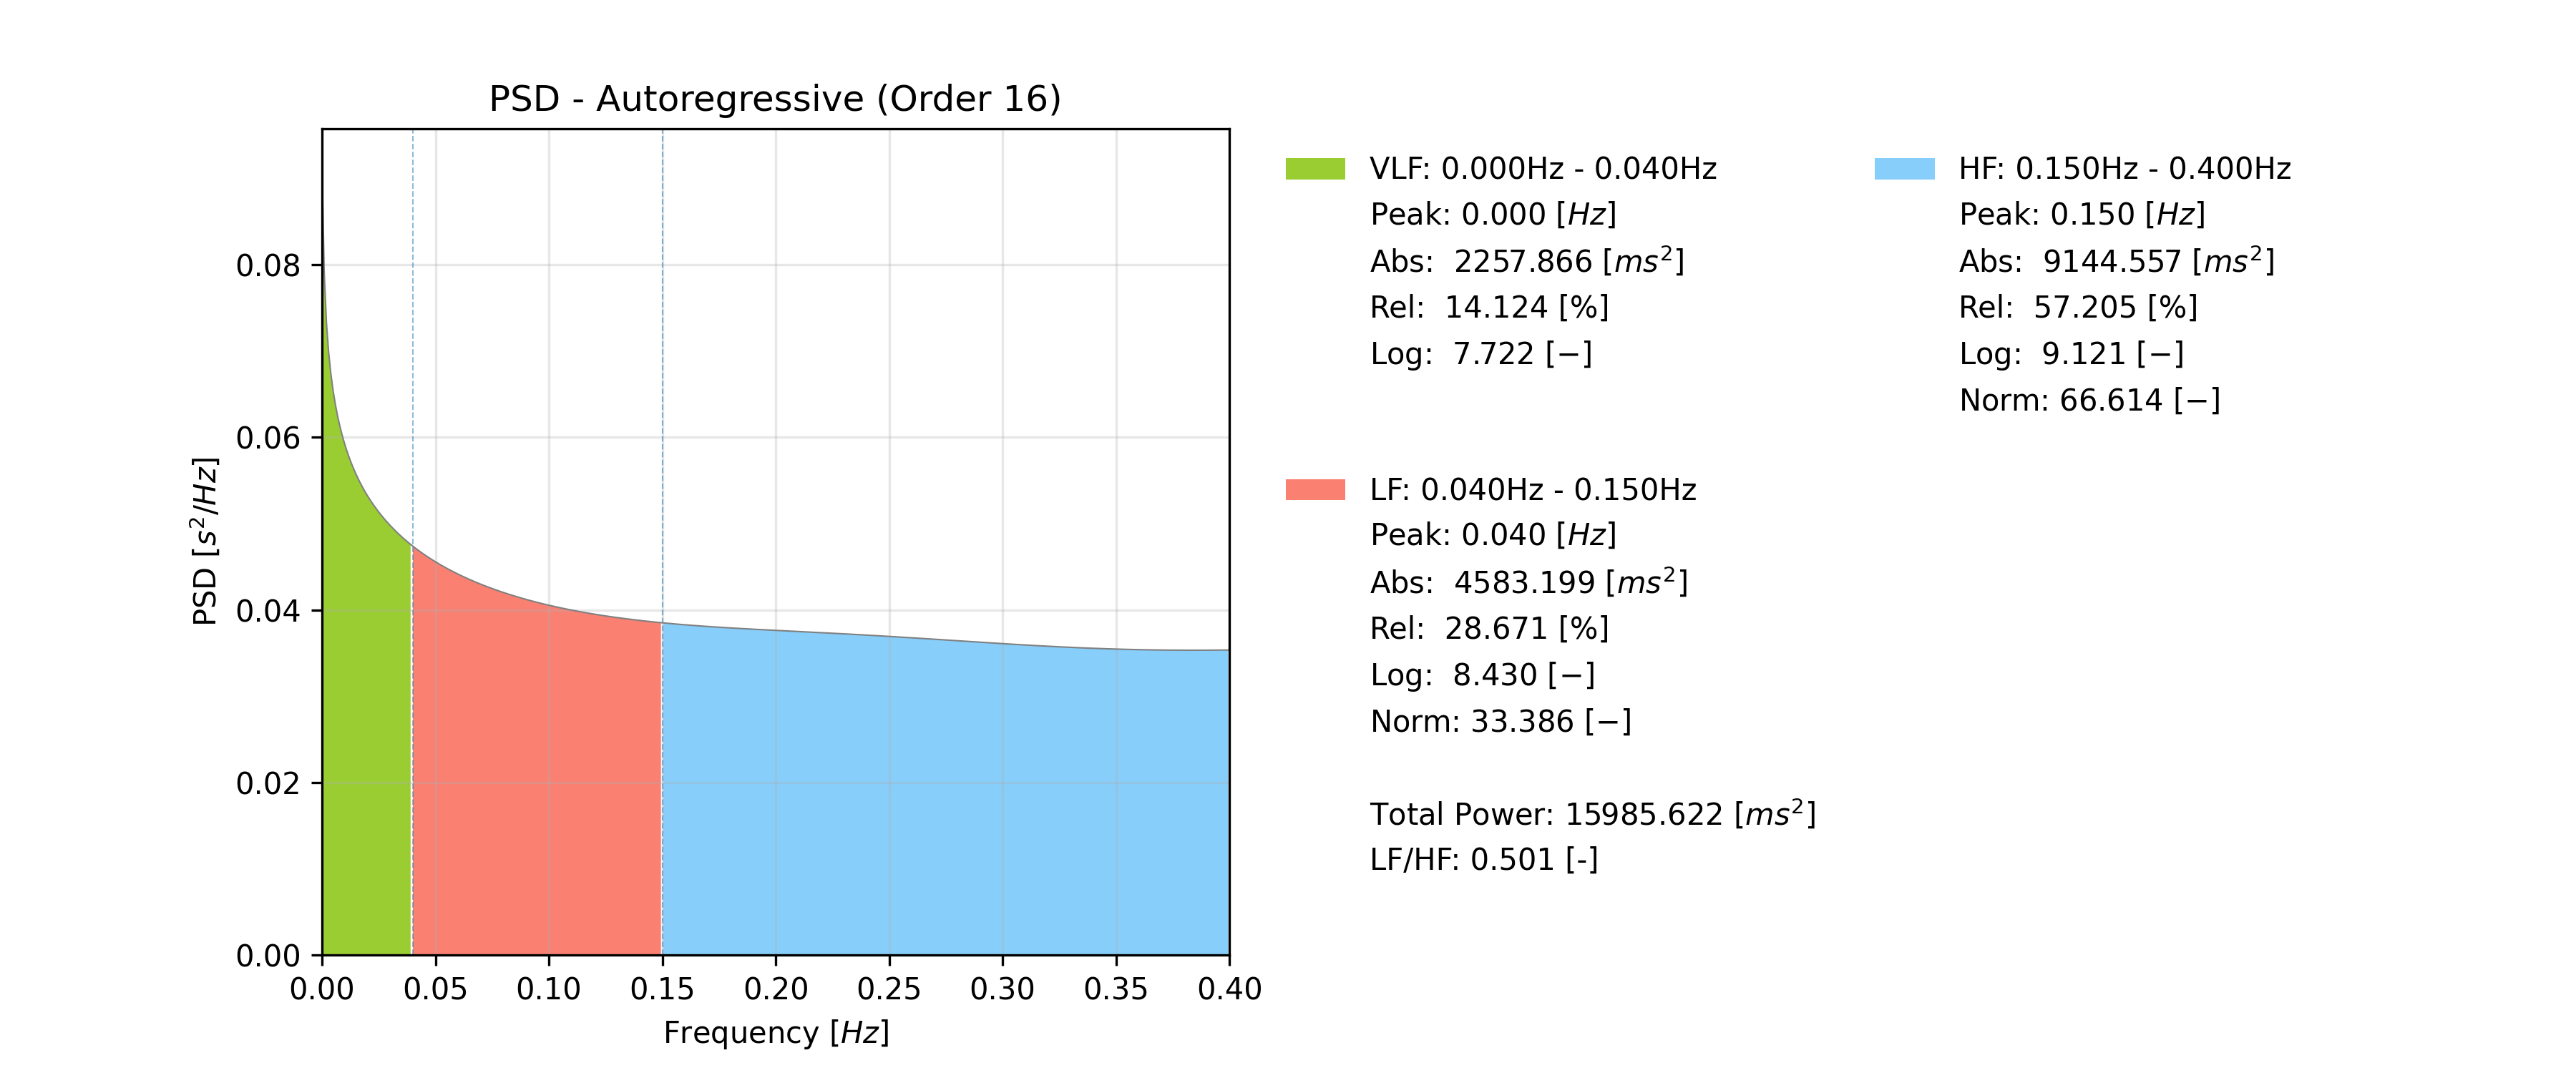 PSD - Autoregressive (Order 16)
PSD [s²/Hz]
0.08
0.06
0.04
0.02
0.00
0.00 0.05 0.10 0.15 0.20 0.25 0.30 0.35 0.40
Frequency [Hz]
VLF: 0.000Hz - 0.040Hz
Peak: 0.000 [Hz]
Abs: 2257.866 [ms²]
Rel: 14.124 [%]
Log: 7.722 [−]
LF: 0.040Hz - 0.150Hz
Peak: 0.040 [Hz]
Abs: 4583.199 [ms²]
Rel: 28.671 [%]
Log: 8.430 [−]
Norm: 33.386 [−]
Total Power: 15985.622 [ms²]
LF/HF: 0.501 [-]
HF: 0.150Hz - 0.400Hz
Peak: 0.150 [Hz]
Abs: 9144.557 [ms²]
Rel: 57.205 [%]
Log: 9.121 [−]
Norm: 66.614 [−]